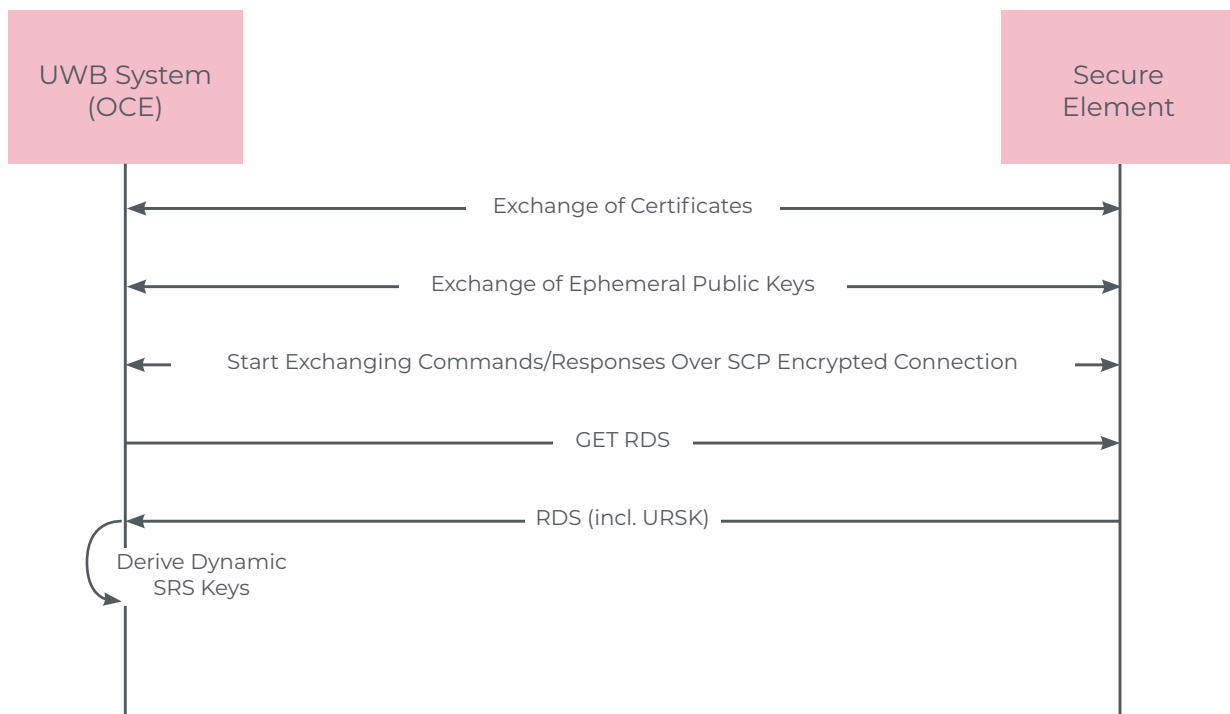 UWB System
(OCE)
Secure
Element
Exchange of Certificates
Exchange of Ephemeral Public Keys
Start Exchanging Commands/Responses Over SCP Encrypted Connection
GET RDS
RDS (incl. URSK)
Derive Dynamic
SRS Keys